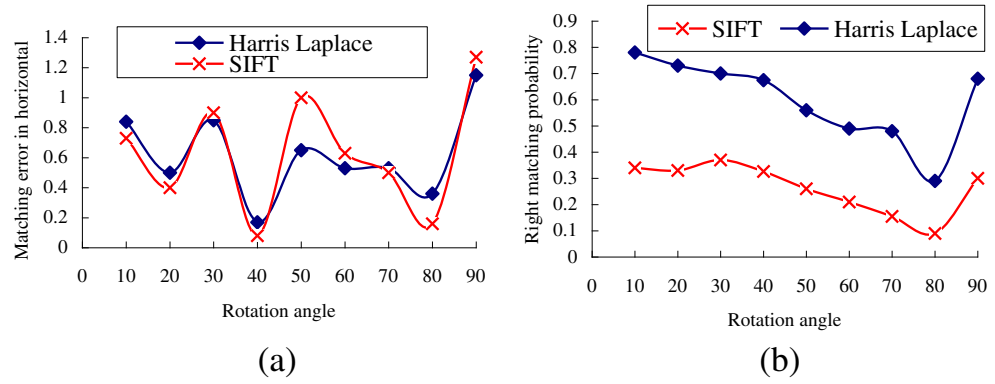 Matching error in horizontal
1.4
1.2
1
0.8
0.6
0.4
0.2
0
Harris Laplace
SIFT
0 10 20 30 40 50 60 70 80 90
Rotation angle
(a)
Right matching probability
0.9
0.8
0.7
0.6
0.5
0.4
0.3
0.2
0.1
0
SIFT Harris Laplace
0 10 20 30 40 50 60 70 80 90
Rotation angle
(b)